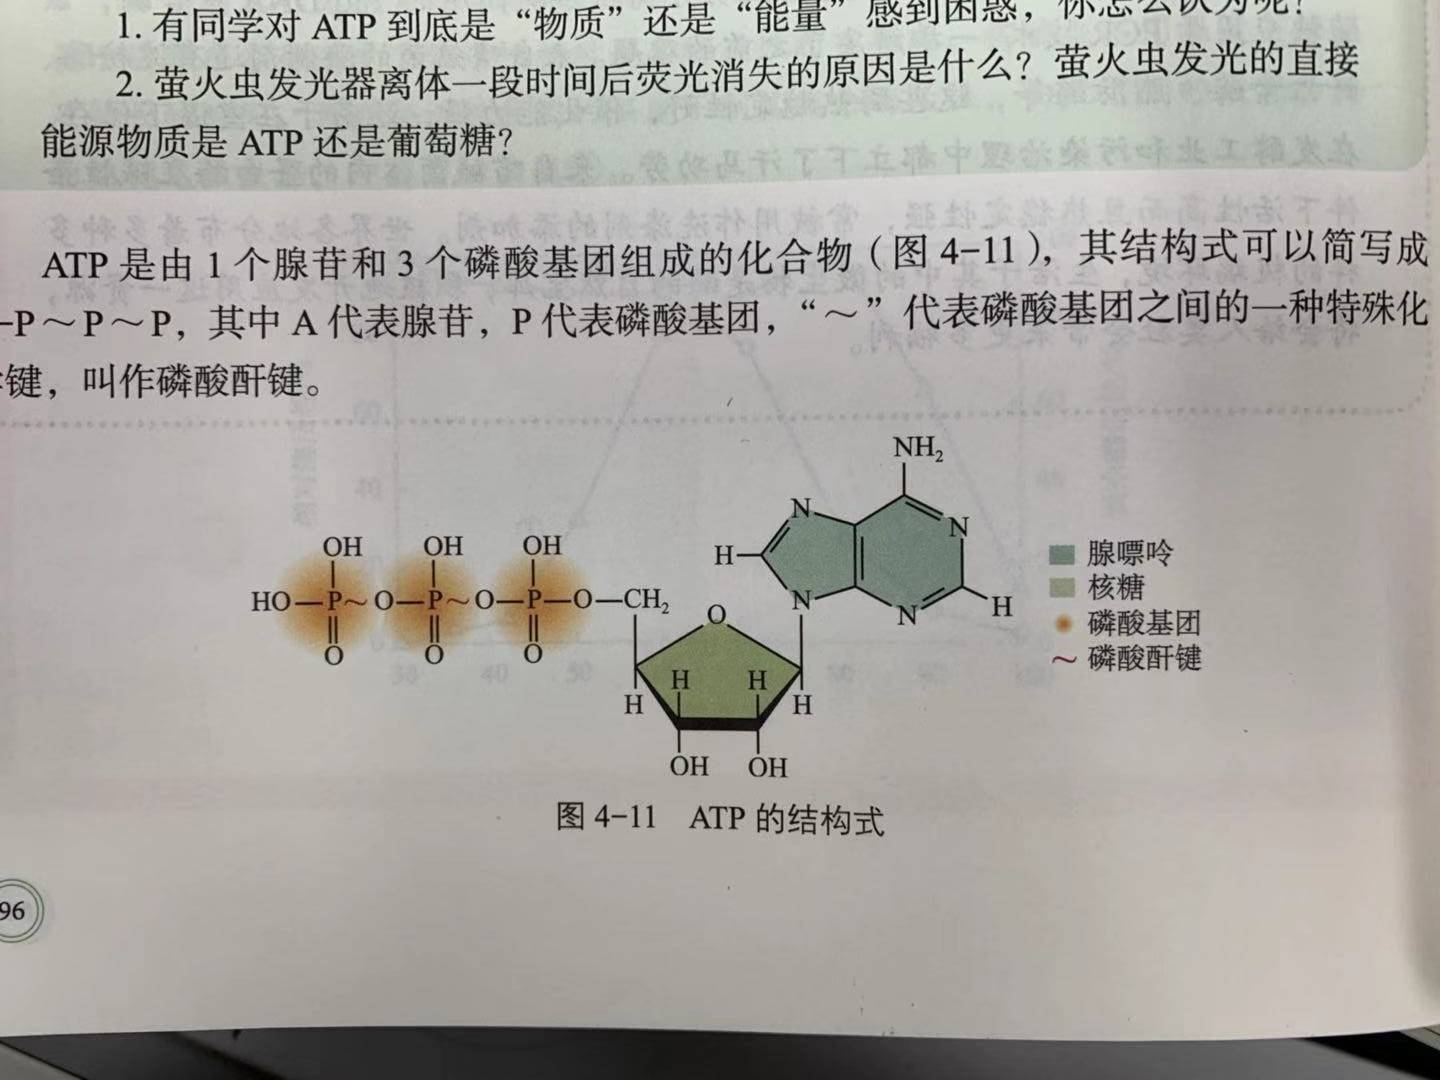 1. 有同学对 ATP 到底是“物质”还是“能量”感到困惑，你怎么认为呢？
2. 萤火虫发光器离体一段时间后荧光消失的原因是什么？萤火虫发光的直接
能源物质是 ATP 还是葡萄糖？
ATP 是由 1 个腺苷和 3 个磷酸基团组成的化合物（图 4-11），其结构式可以简写成
–P～P～P，其中 A 代表腺苷，P 代表磷酸基团，“～”代表磷酸基团之间的一种特殊化
学键，叫作磷酸酐键。
NH₂
N
N
H
N
N
H
OH
OH
OH
HO—P～O—P～O—P—O—CH₂
O
O
O
O
H
H
H
H
OH
OH
腺嘌呤
核糖
磷酸基团
～ 磷酸酐键
图 4-11 ATP 的结构式
96